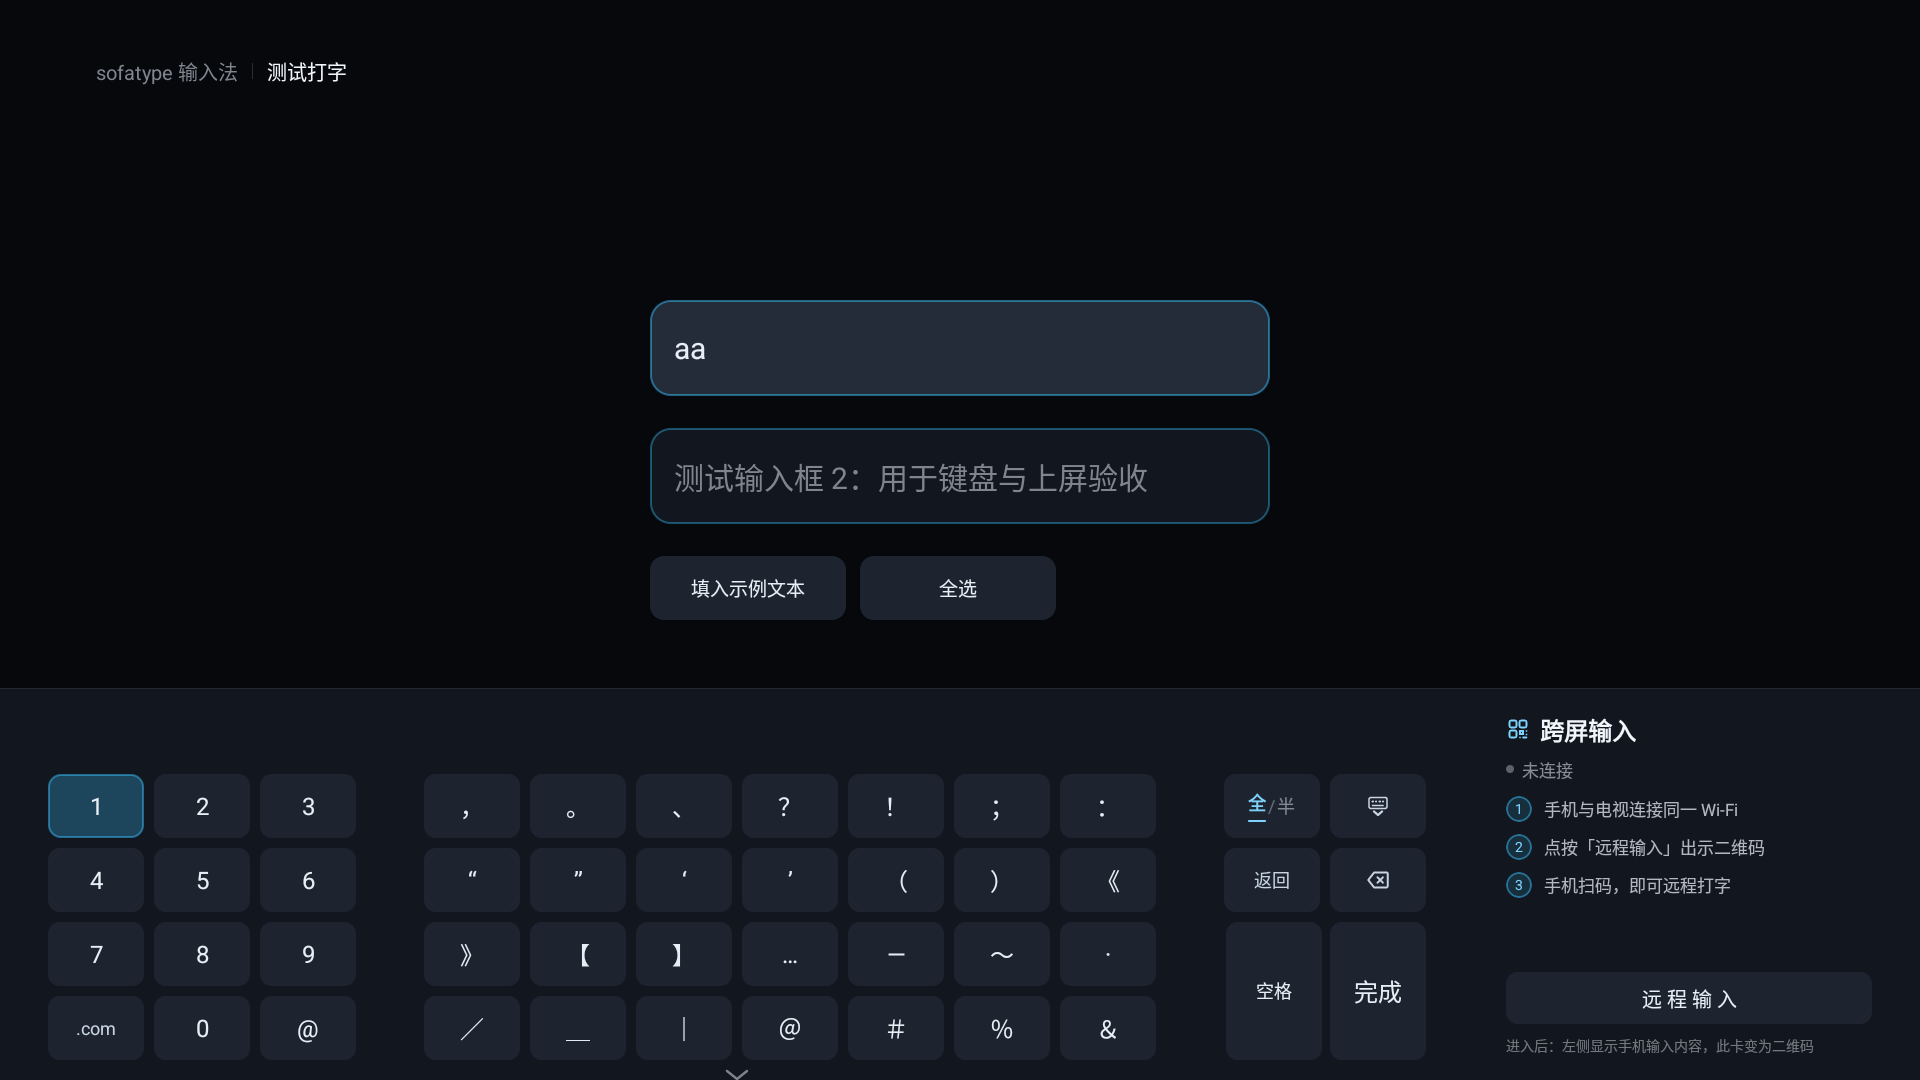 sofatype 输入法 | 测试打字
aa
测试输入框 2：用于键盘与上屏验收
填入示例文本 全选
1 2 3 ， 。 、 ？ ！ ； ： 全/半
4 5 6 “ ” ‘ ’ （ ） 《 返回
7 8 9 》 【 】 … — ～ · 空格 完成
.com 0 @ ／ ＿ ｜ ＠ ＃ ％ ＆
跨屏输入
未连接
1 手机与电视连接同一 Wi-Fi
2 点按「远程输入」出示二维码
3 手机扫码，即可远程打字
远程输入
进入后：左侧显示手机输入内容，此卡变为二维码